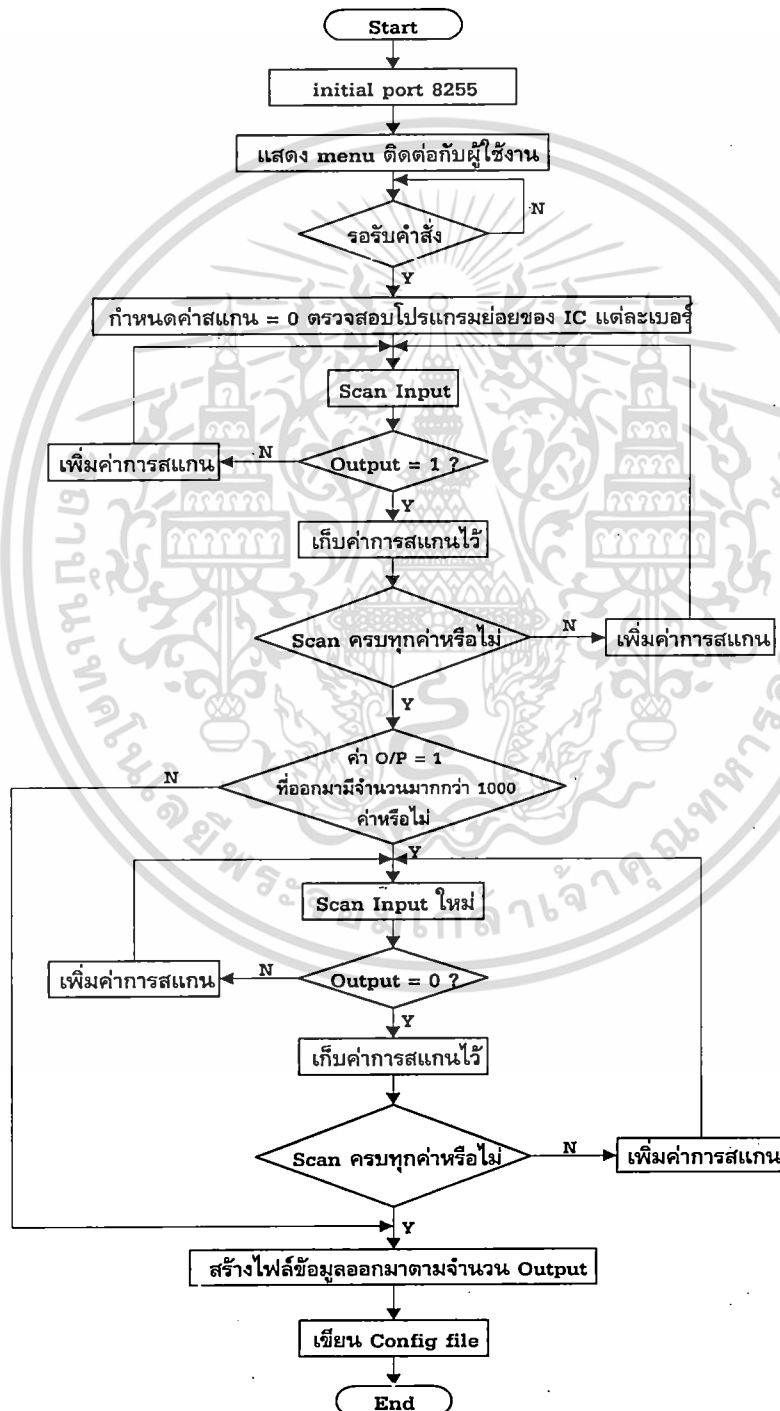 Start
initial port 8255
แสดง menu ติดต่อกับผู้ใช้งาน
N
รอรับคำสั่ง
Y
กำหนดค่าสแกน = 0 ตรวจสอบโปรแกรมย่อยของ IC แต่ละเบอร์
Scan Input
เพิ่มค่าการสแกน
N
Output = 1 ?
Y
เก็บค่าการสแกนไว้
Scan ครบทุกค่าหรือไม่
N
เพิ่มค่าการสแกน
Y
N
ค่า O/P = 1
ที่ออกมามีจำนวนมากกว่า 1000
ค่าหรือไม่
Y
Scan Input ใหม่
เพิ่มค่าการสแกน
N
Output = 0 ?
Y
เก็บค่าการสแกนไว้
Scan ครบทุกค่าหรือไม่
N
เพิ่มค่าการสแกน
Y
สร้างไฟล์ข้อมูลออกมาตามจำนวน Output
เขียน Config file
End